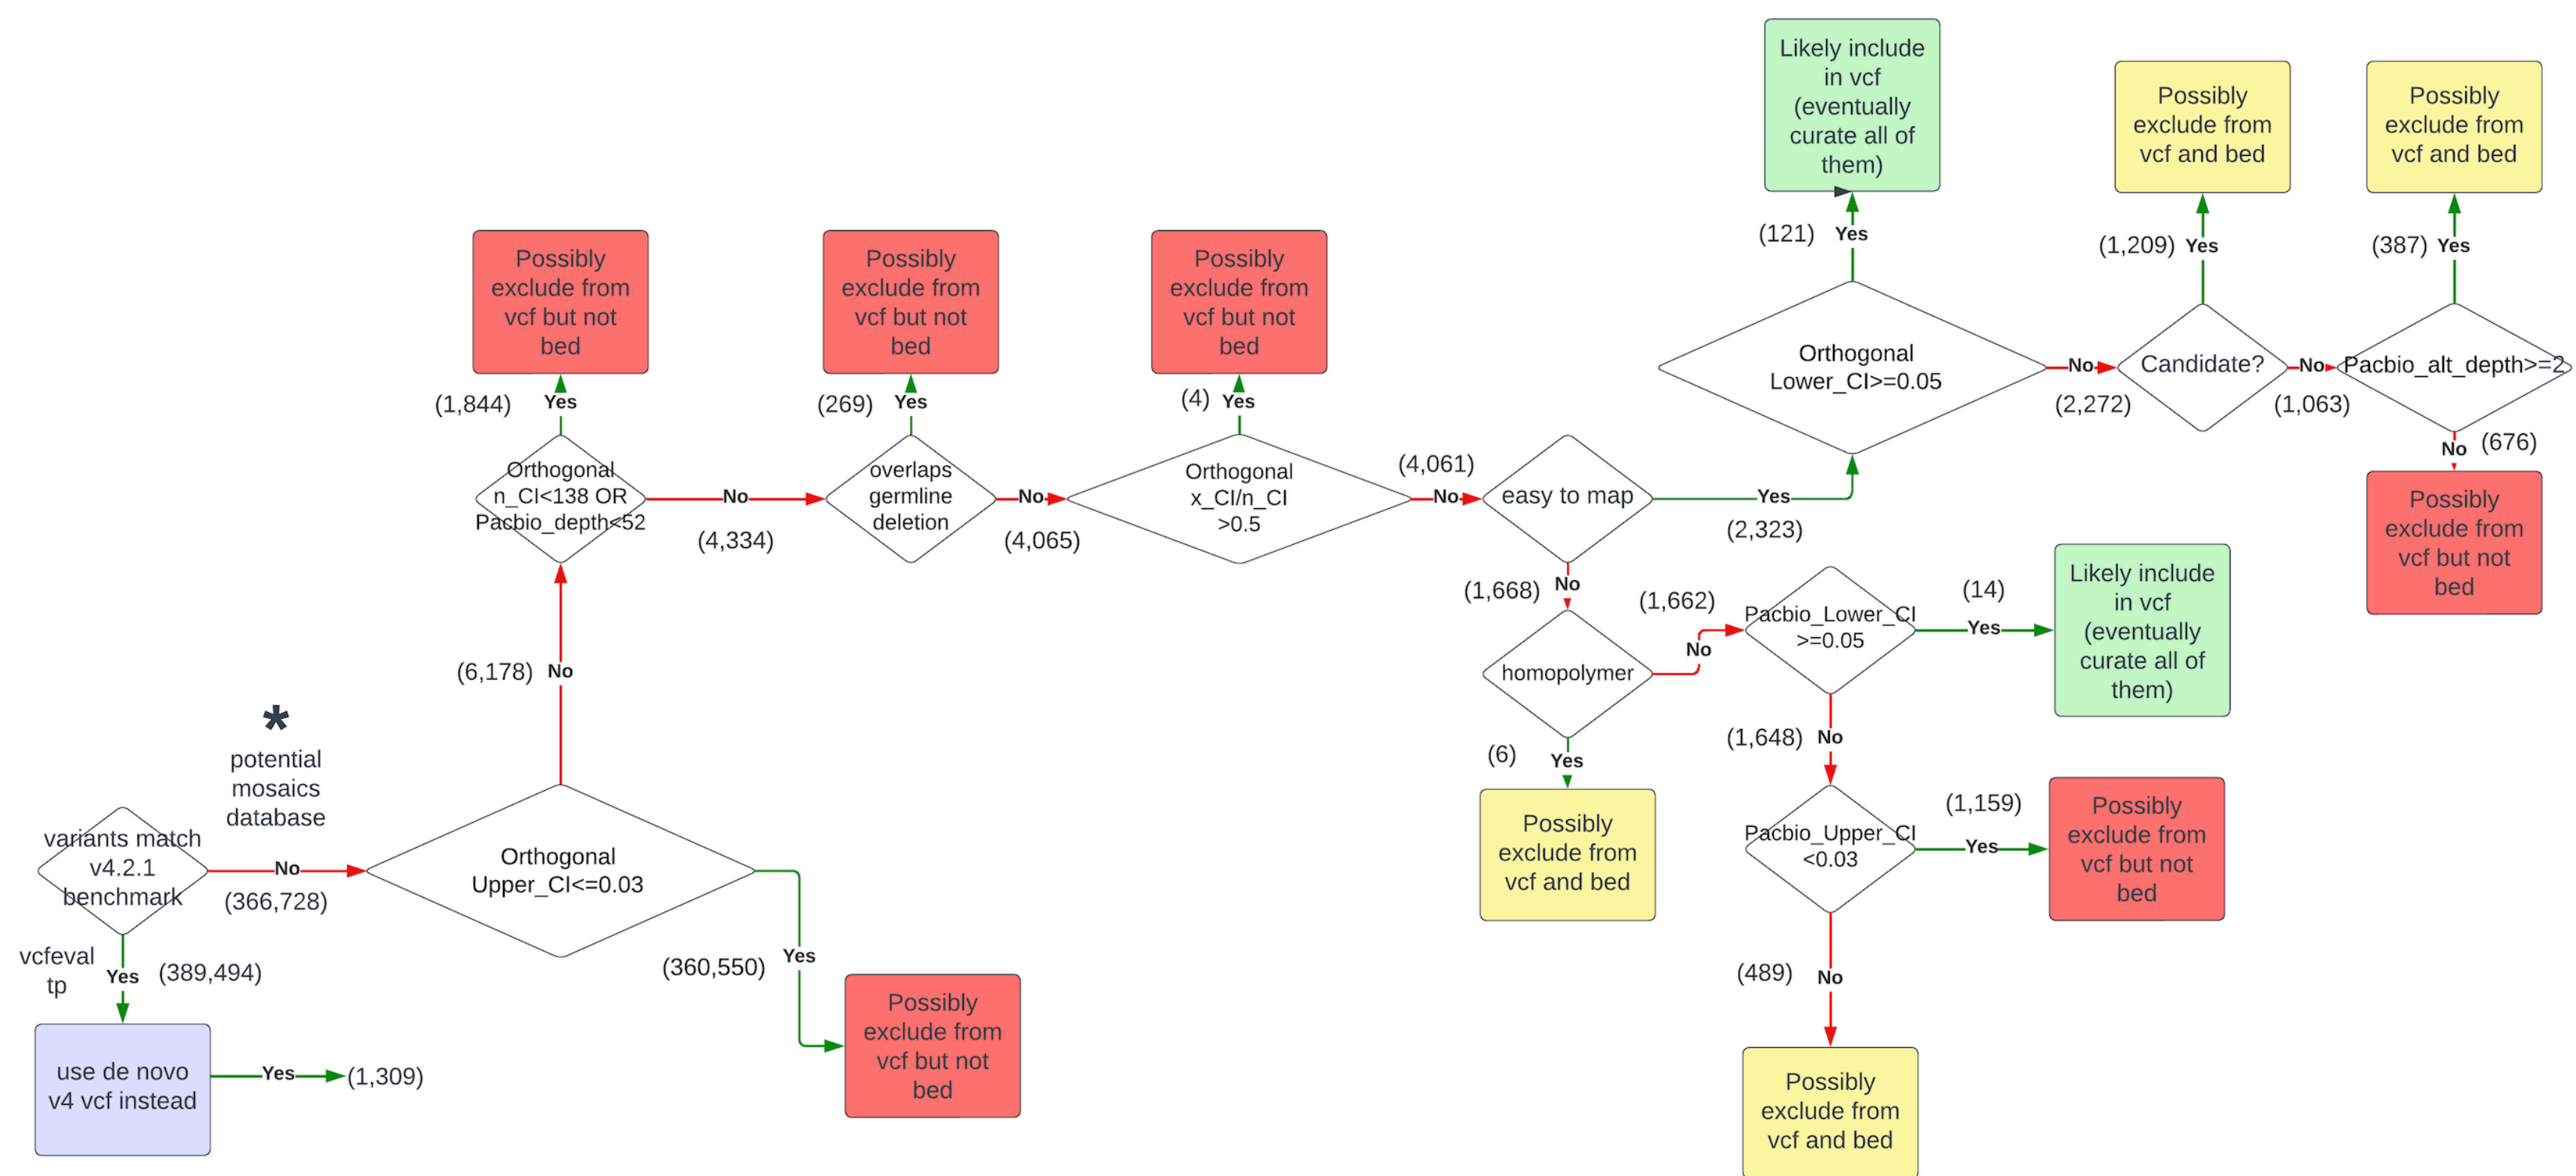 variants match
v4.2.1
benchmark
vcfeval
tp
Yes
(389,494)
use de novo
v4 vcf instead
Yes
(1,309)
*
potential
mosaics
database
No
(366,728)
Orthogonal
Upper_CI<=0.03
Yes
(360,550)
Possibly
exclude from
vcf but not
bed
(6,178)
No
Orthogonal
n_CI<138 OR
Pacbio_depth<52
(1,844)
Yes
Possibly
exclude from
vcf but not
bed
No
(4,334)
overlaps
germline
deletion
(269)
Yes
Possibly
exclude from
vcf but not
bed
No
(4,065)
Orthogonal
x_CI/n_CI
>0.5
(4)
Yes
Possibly
exclude from
vcf but not
bed
(4,061)
No
easy to map
Yes
(2,323)
Orthogonal
Lower_CI>=0.05
(121)
Yes
Likely include
in vcf
(eventually
curate all of
them)
No
(2,272)
Candidate?
(1,209)
Yes
Possibly
exclude from
vcf and bed
No
(1,063)
Pacbio_alt_depth>=2
(387)
Yes
Possibly
exclude from
vcf and bed
No
(676)
Possibly
exclude from
vcf but not
bed
(1,668)
No
homopolymer
(6)
Yes
Possibly
exclude from
vcf and bed
(1,662)
No
Pacbio_Lower_CI
>=0.05
(14)
Yes
Likely include
in vcf
(eventually
curate all of
them)
(1,648)
No
Pacbio_Upper_CI
<0.03
(1,159)
Yes
Possibly
exclude from
vcf but not
bed
(489)
No
Possibly
exclude from
vcf and bed